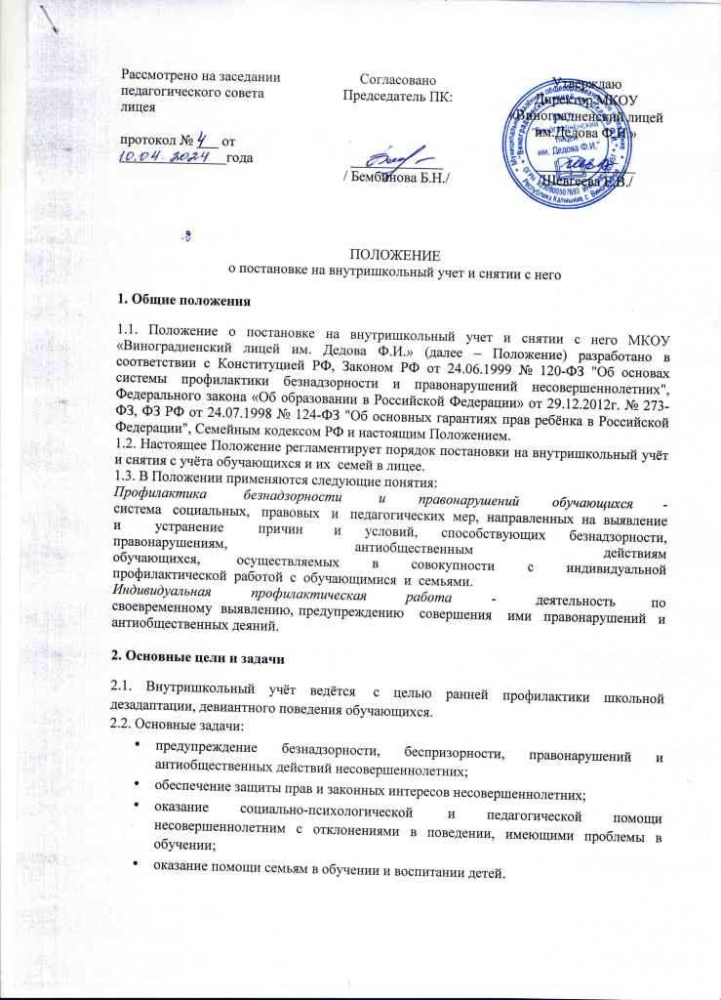 Рассмотрено на заседании
педагогического совета
лицея
протокол № 4 от
10.04.2024 года
Согласовано
Председатель ПК:
/ Бембинова Б.Н./
Утверждаю
Директор МКОУ
«Виноградненский лицей
им.Дедова Ф.И.»
/Шевгеева Е.В./
им. Дедова Ф.И."
ПОЛОЖЕНИЕ
о постановке на внутришкольный учет и снятии с него
1. Общие положения
1.1. Положение о постановке на внутришкольный учет и снятии с него МКОУ
«Виноградненский лицей им. Дедова Ф.И.» (далее – Положение) разработано в
соответствии с Конституцией РФ, Законом РФ от 24.06.1999 № 120-ФЗ "Об основах
системы профилактики безнадзорности и правонарушений несовершеннолетних",
Федерального закона «Об образовании в Российской Федерации» от 29.12.2012г. № 273-
ФЗ, ФЗ РФ от 24.07.1998 № 124-ФЗ "Об основных гарантиях прав ребёнка в Российской
Федерации", Семейным кодексом РФ и настоящим Положением.
1.2. Настоящее Положение регламентирует порядок постановки на внутришкольный учёт
и снятия с учёта обучающихся и их семей в лицее.
1.3. В Положении применяются следующие понятия:
Профилактика безнадзорности и правонарушений обучающихся -
система социальных, правовых и педагогических мер, направленных на выявление
и устранение причин и условий, способствующих безнадзорности,
правонарушениям, антиобщественным действиям
обучающихся, осуществляемых в совокупности с индивидуальной
профилактической работой с обучающимися и семьями.
Индивидуальная профилактическая работа - деятельность по
своевременному выявлению, предупреждению совершения ими правонарушений и
антиобщественных деяний.
2. Основные цели и задачи
2.1. Внутришкольный учёт ведётся с целью ранней профилактики школьной
дезадаптации, девиантного поведения обучающихся.
2.2. Основные задачи:
• предупреждение безнадзорности, беспризорности, правонарушений и
антиобщественных действий несовершеннолетних;
• обеспечение защиты прав и законных интересов несовершеннолетних;
• оказание социально-психологической и педагогической помощи
несовершеннолетним с отклонениями в поведении, имеющими проблемы в
обучении;
• оказание помощи семьям в обучении и воспитании детей.